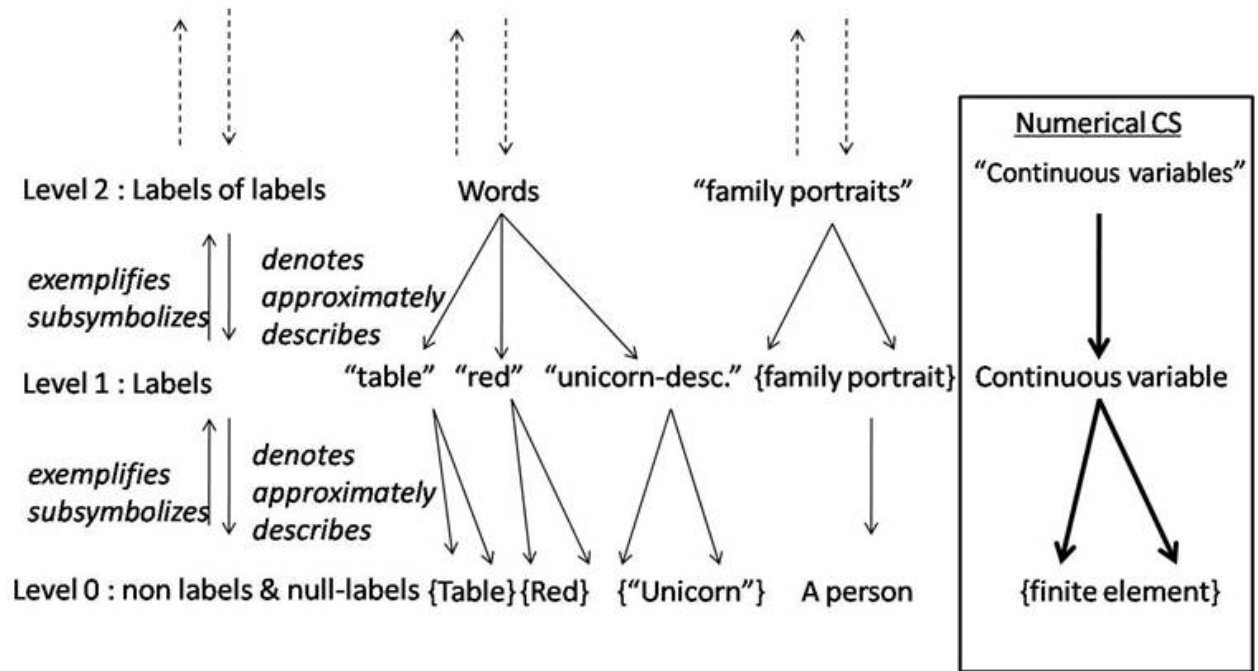 Numerical CS
Level 2 : Labels of labels Words “family portraits” “Continuous variables”
exemplifies
subsymbolizes
denotes
approximately
describes
Level 1 : Labels “table” “red” “unicorn-desc.” {family portrait} Continuous variable
exemplifies
subsymbolizes
denotes
approximately
describes
Level 0 : non labels & null-labels {Table} {Red} {“Unicorn”} A person {finite element}